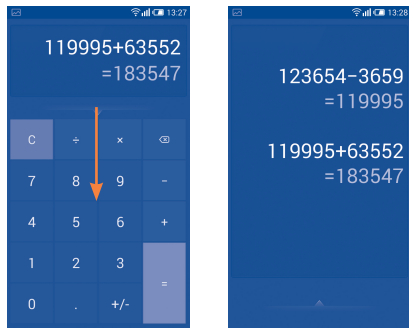 13:27
119995+63552
=183547
C ÷ × ⌫
7 8 9 −
4 5 6 +
1 2 3
0 . +/- =
13:28
123654−3659
=119995
119995+63552
=183547